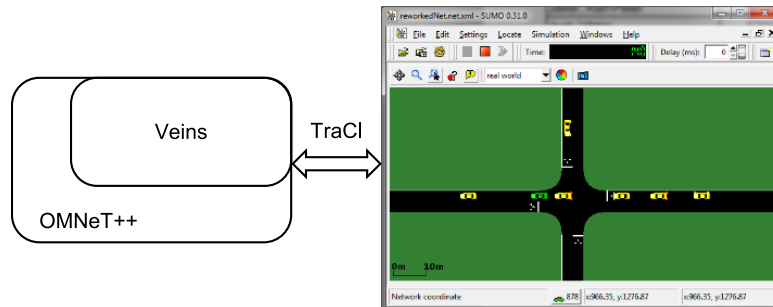 Veins
OMNeT++
TraCI
reworkedNet.net.xml - SUMO 0.31.0
File Edit Settings Locate Simulation Windows Help
Time:
Delay (ms): 0
real world
0m 10m
Network coordinate 878 x:966.35, y:1276.87 x:966.35, y:1276.87